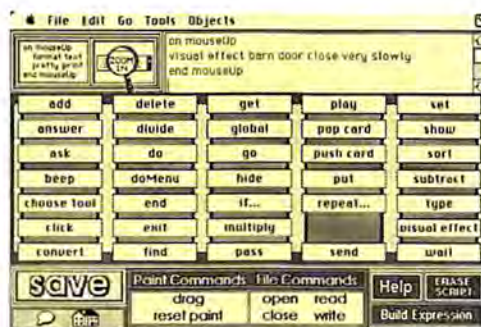 File Edit Go Tools Objects
on mouseUp
format text
pretty print
end mouseUp
ZOOM
IN
on mouseUp
visual effect barn door close very slowly
end mouseUp
add delete get play set
answer divide global pop card show
ask do go push card sort
beep doMenu hide put subtract
choose tool end if... repeat... type
click exit multiply visual effect
convert find pass send wait
save
Paint Commands File Commands
drag open read
reset paint close write
Help
ERASE
SCRIPT
Build Expression